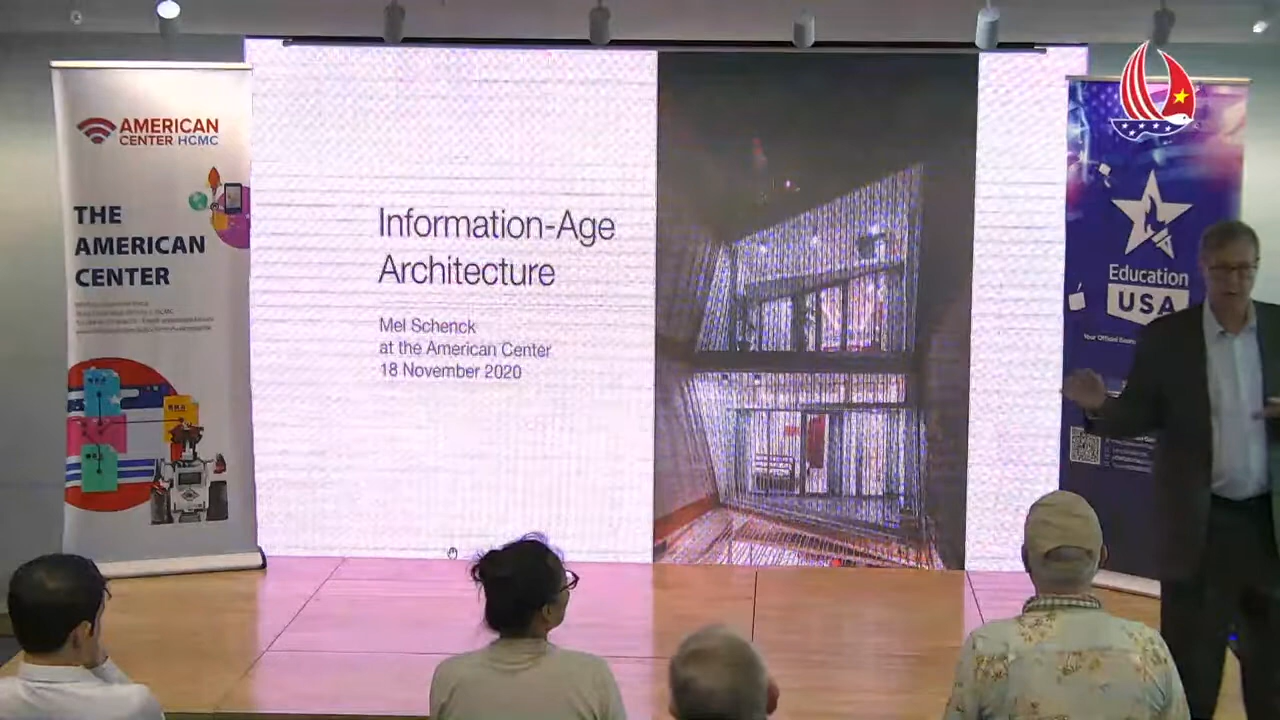 AMERICAN
CENTER HCMC
THE
AMERICAN
CENTER
Information-Age
Architecture
Mel Schenck
at the American Center
18 November 2020
Education
USA